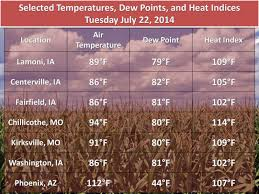 Selected Temperatures, Dew Points, and Heat Indices
Tuesday July 22, 2014
Location Air Temperature Dew Point Heat Index
Lamoni, IA 89°F 79°F 109°F
Centerville, IA 86°F 82°F 105°F
Fairfield, IA 86°F 81°F 102°F
Chillicothe, MO 94°F 80°F 114°F
Kirksville, MO 91°F 80°F 109°F
Washington, IA 86°F 81°F 102°F
Phoenix, AZ 112°F 44°F 107°F